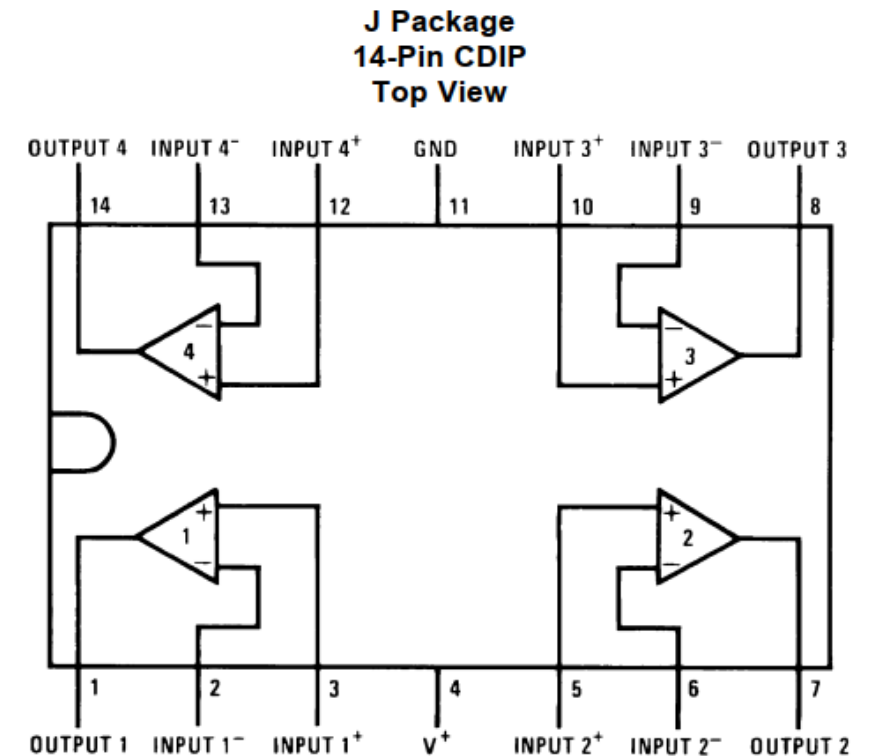 J Package
14-Pin CDIP
Top View
OUTPUT 4 INPUT 4⁻ INPUT 4⁺ GND INPUT 3⁺ INPUT 3⁻ OUTPUT 3
14 13 12 11 10 9 8
− −
4 3
+ +
+ +
1 2
− −
1 2 3 4 5 6 7
OUTPUT 1 INPUT 1⁻ INPUT 1⁺ V⁺ INPUT 2⁺ INPUT 2⁻ OUTPUT 2